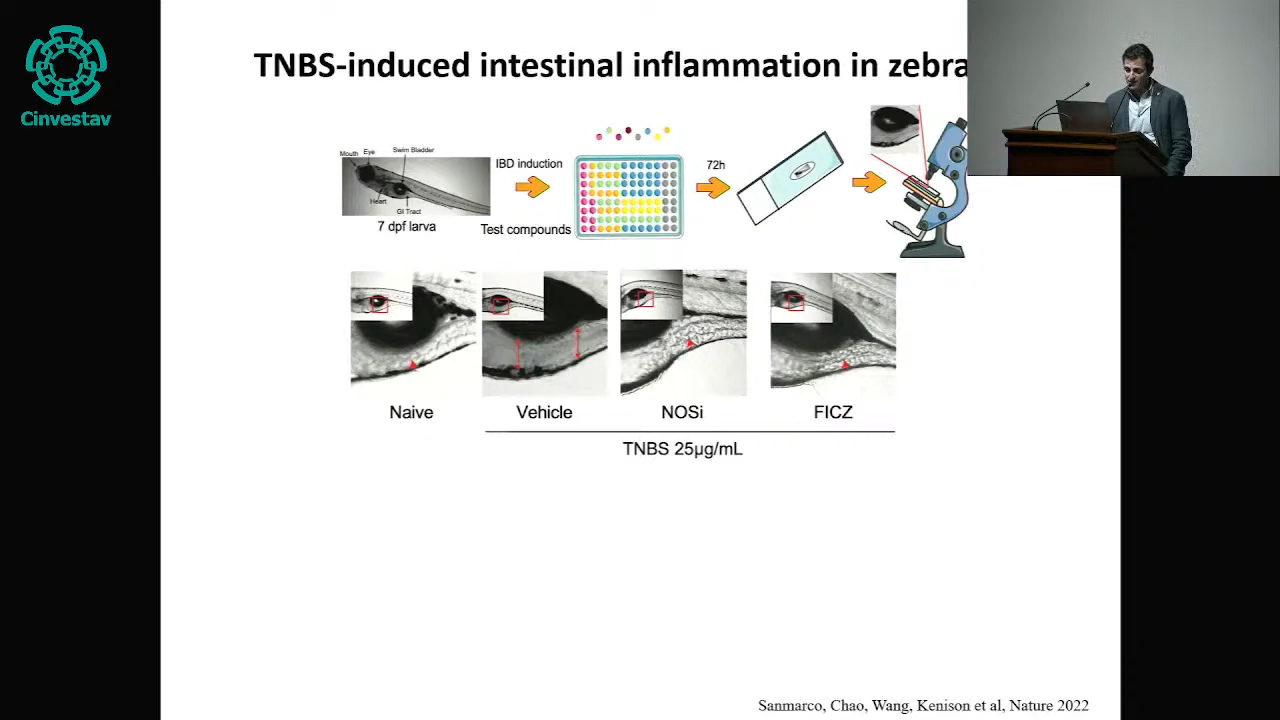 Cinvestav
TNBS-induced intestinal inflammation in zebra
Mouth
Eye
Swim Bladder
Heart
GI Tract
7 dpf larva
IBD induction
Test compounds
72h
Naive
Vehicle
NOSi
FICZ
TNBS 25µg/mL
Sanmarco, Chao, Wang, Kenison et al, Nature 2022